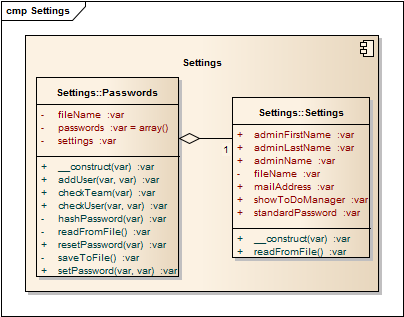 cmp Settings
Settings
Settings::Passwords
- fileName :var
- passwords :var = array()
- settings :var
+ __construct(var) :var
+ addUser(var, var) :var
+ checkTeam(var) :var
+ checkUser(var, var) :var
- hashPassword(var) :var
- readFromFile() :var
+ resetPassword(var) :var
- saveToFile() :var
+ setPassword(var, var) :var
1
Settings::Settings
+ adminFirstName :var
+ adminLastName :var
+ adminName :var
- fileName :var
+ mailAddress :var
+ showToDoManager :var
+ standardPassword :var
+ __construct(var) :var
+ readFromFile() :var